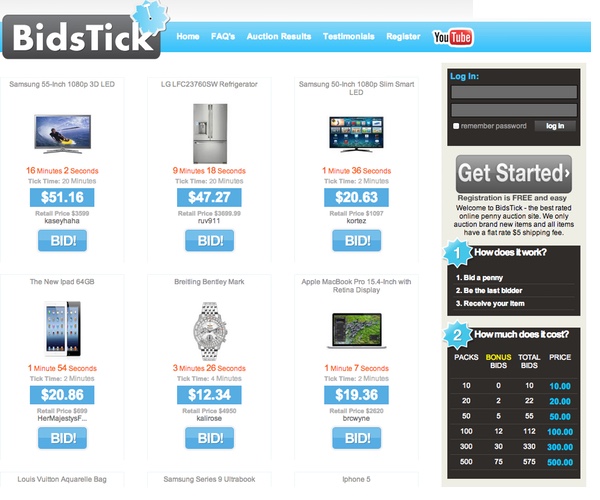 BidsTick
Home FAQ's Auction Results Testimonials Register YouTube
Samsung 55-Inch 1080p 3D LED
16 Minutes 2 Seconds
Tick Time: 20 Minutes
$51.16
Retail Price $3599
kaseyhaha
BID!
LG LFC23760SW Refrigerator
9 Minutes 18 Seconds
Tick Time: 20 Minutes
$47.27
Retail Price $3699.99
ruv911
BID!
Samsung 50-Inch 1080p Slim Smart
LED
1 Minute 36 Seconds
Tick Time: 2 Minutes
$20.63
Retail Price $1097
kortez
BID!
The New Ipad 64GB
1 Minute 54 Seconds
Tick Time: 2 Minutes
$20.86
Retail Price $699
HerMajestysF...
BID!
Breitling Bentley Mark
3 Minutes 26 Seconds
Tick Time: 4 Minutes
$12.34
Retail Price $4950
kalirose
BID!
Apple MacBook Pro 15.4-Inch with
Retina Display
1 Minute 7 Seconds
Tick Time: 2 Minutes
$19.36
Retail Price $2620
browyne
BID!
Louis Vuitton Aquarelle Bag
Samsung Series 9 Ultrabook
Iphone 5
Log In:
remember password log in
Get Started›
Registration is FREE and easy
Welcome to BidsTick - the best rated
online penny auction site. We only
auction brand new items and all items
have a flat rate $5 shipping fee.
1 How does it work?
1. Bid a penny
2. Be the last bidder
3. Receive your item
2 How much does it cost?
PACKS BONUS BIDS TOTAL BIDS PRICE
10 0 10 10.00
20 2 22 20.00
50 5 55 50.00
100 12 112 100.00
300 30 330 300.00
500 75 575 500.00